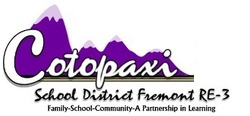 Cotopaxi
School District Fremont RE-3
Family-School-Community-A Partnership in Learning